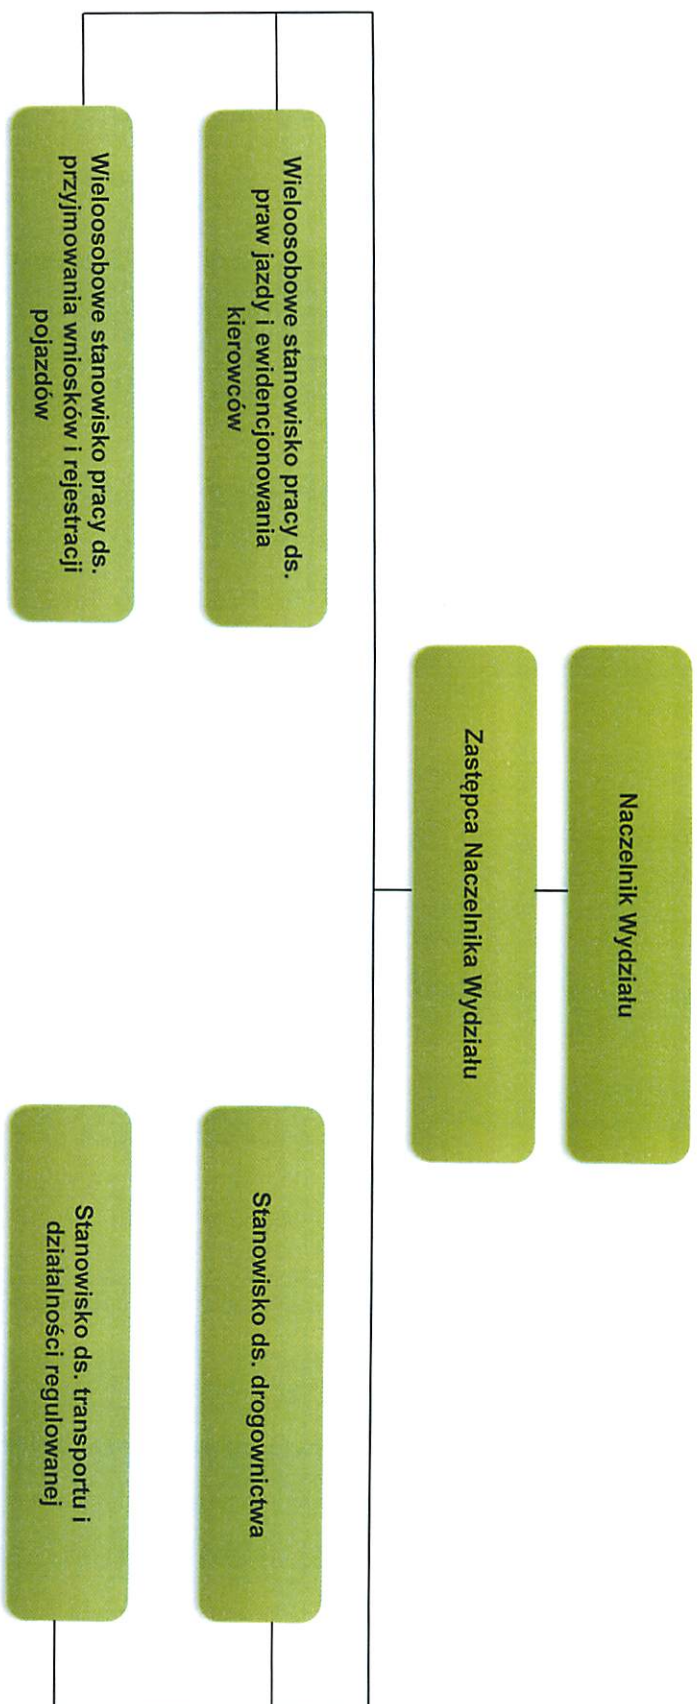 Naczelnik Wydziału
Zastępca Naczelnika Wydziału
Wieloosobowe stanowisko pracy ds.
praw jazdy i ewidencjonowania
kierowców
Stanowisko ds. drogownictwa
Wieloosobowe stanowisko pracy ds.
przyjmowania wniosków i rejestracji
pojazdów
Stanowisko ds. transportu i
działalności regulowanej